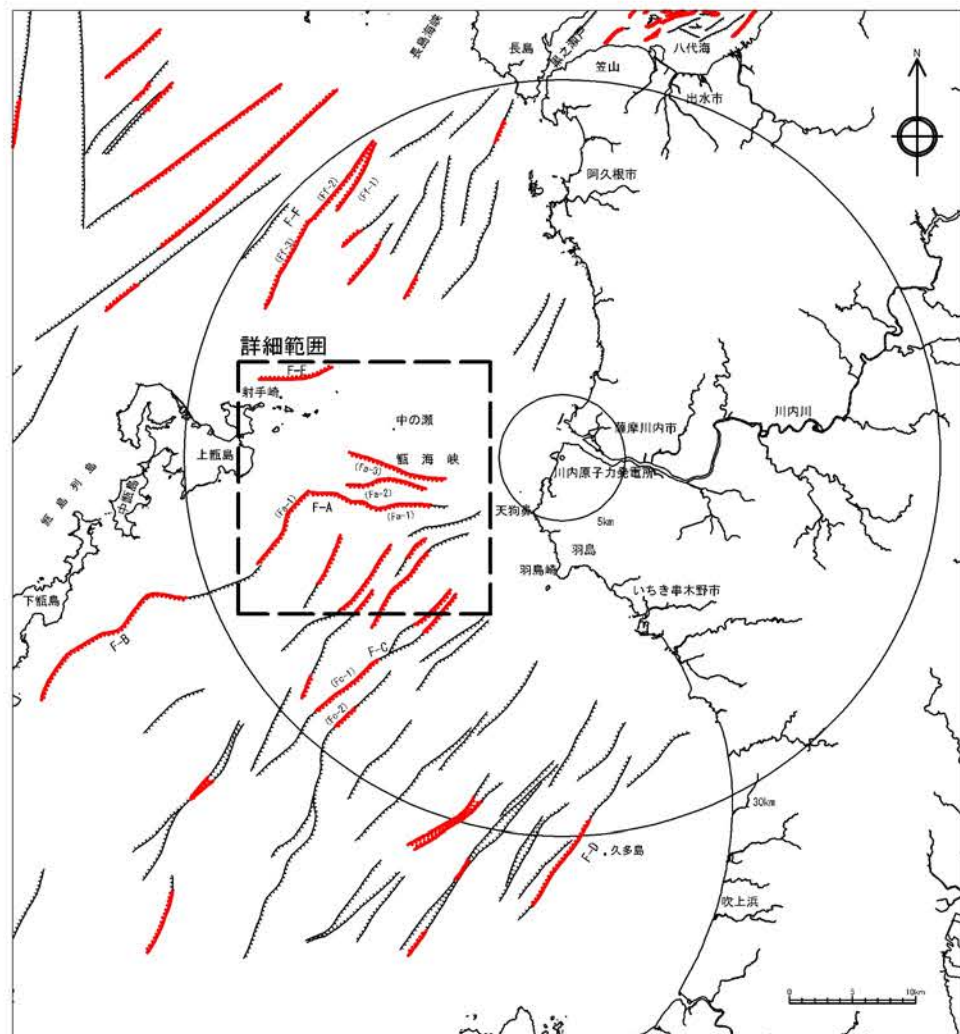 長島海峡
長島
黒之瀬戸
八代海
笠山
出水市
N
阿久根市
(Ff-2)
(Ff-1)
F-F
(Ff-3)
詳細範囲
射手崎
中の瀬
薩摩川内市
川内川
上甑島
甑海峡
川内原子力発電所
(Fa-3)
(Fa-2)
甑島列島
中甑島
(Fa-1)
F-A
(Fa-1)
天狗鼻
5km
羽島
羽島崎
下甑島
いちき串木野市
F-B
F-C
(Fc-1)
(Fc-2)
30km
F-D
久多島
吹上浜
0 5 10km